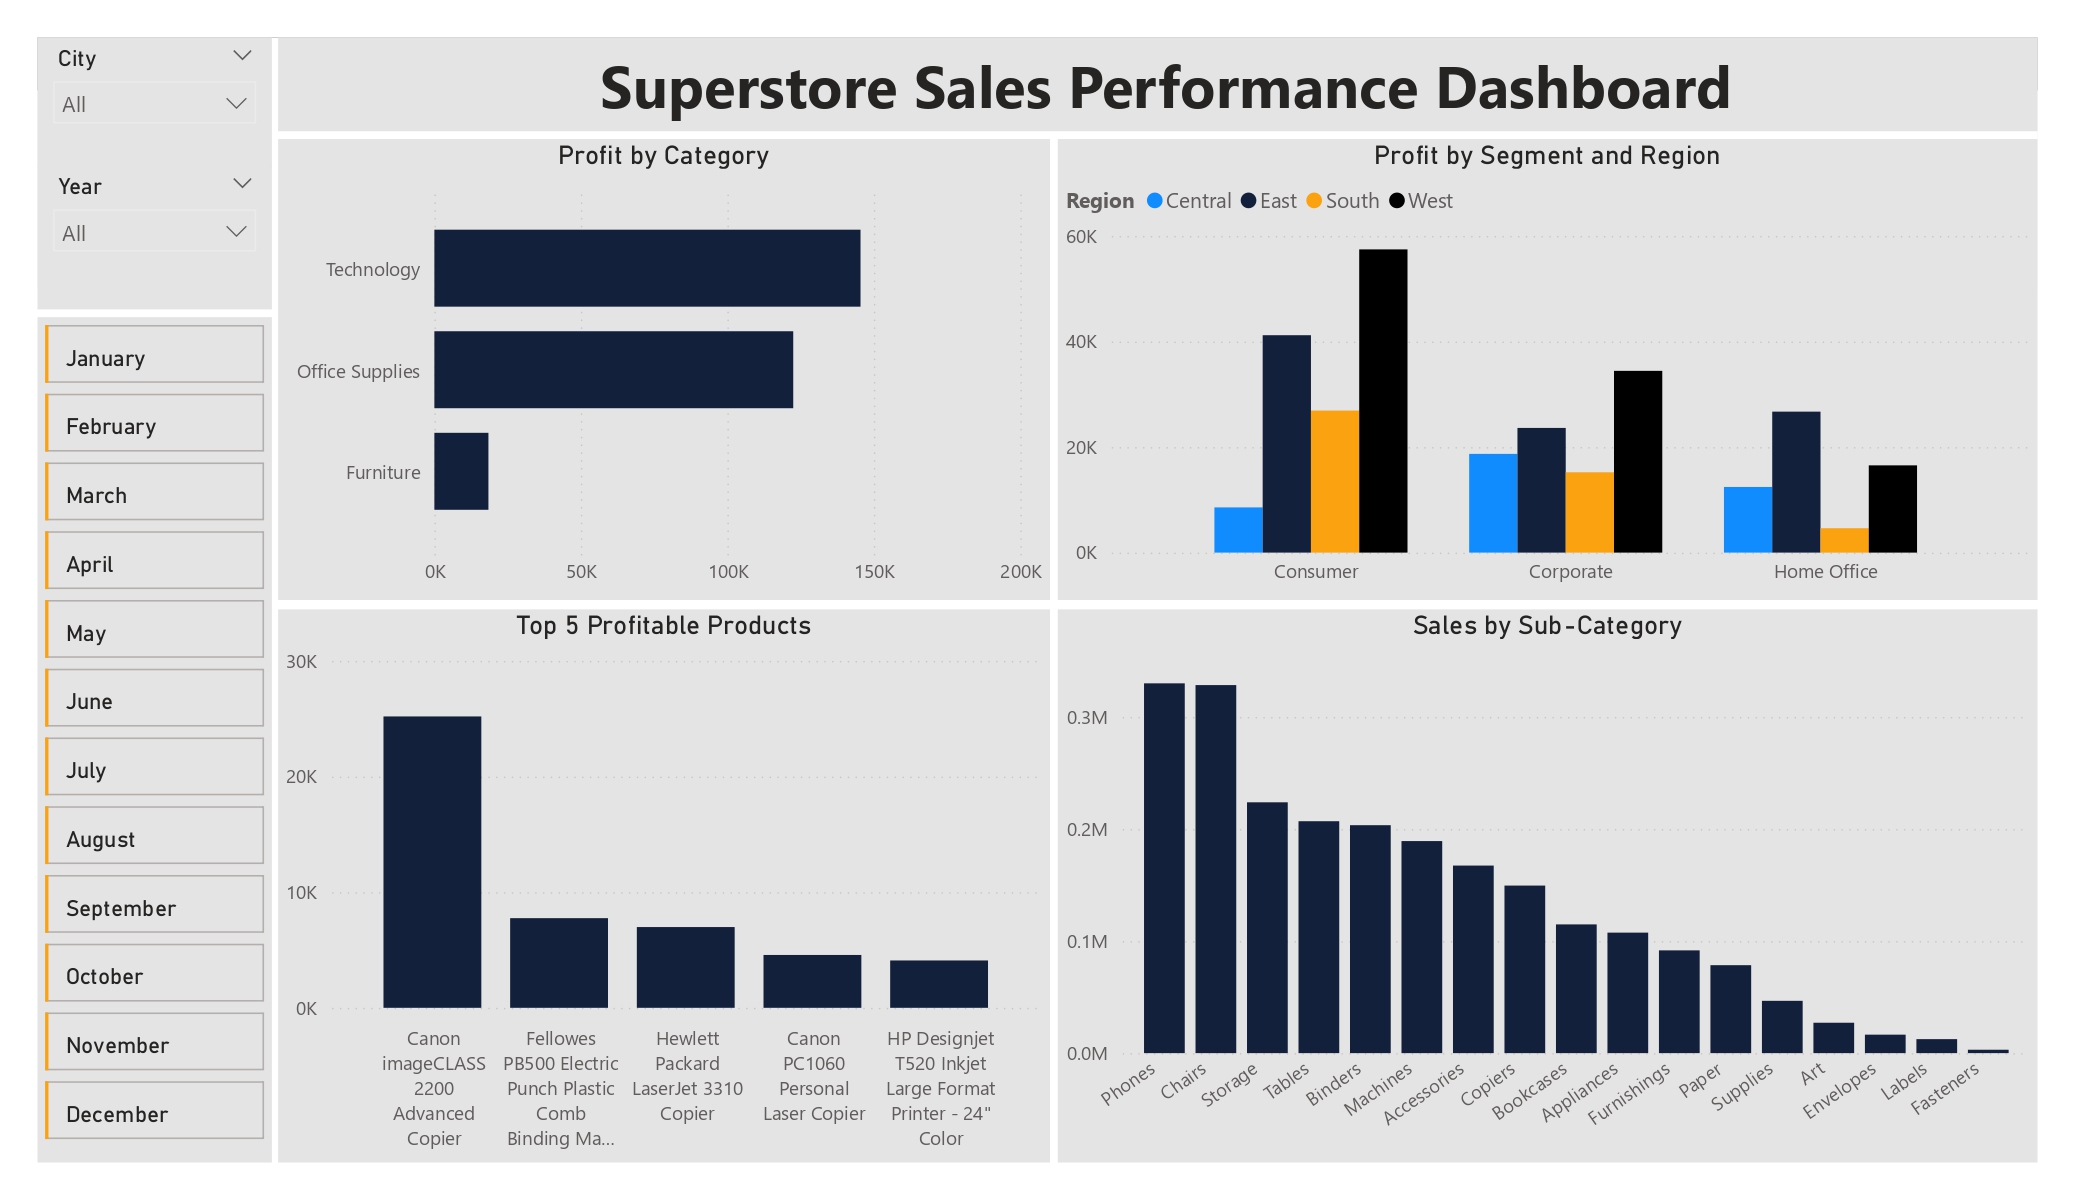 City
All
Year
All
January
February
March
April
May
June
July
August
September
October
November
December
Superstore Sales Performance Dashboard
Profit by Category
Technology
Office Supplies
Furniture
0K 50K 100K 150K 200K
Profit by Segment and Region
Region Central East South West
60K
40K
20K
0K
Consumer Corporate Home Office
Top 5 Profitable Products
30K
20K
10K
0K
Canon
imageCLASS
2200
Advanced
Copier
Fellowes
PB500 Electric
Punch Plastic
Comb
Binding Ma...
Hewlett
Packard
LaserJet 3310
Copier
Canon
PC1060
Personal
Laser Copier
HP Designjet
T520 Inkjet
Large Format
Printer - 24"
Color
Sales by Sub-Category
0.3M
0.2M
0.1M
0.0M
Phones
Chairs
Storage
Tables
Binders
Machines
Accessories
Copiers
Bookcases
Appliances
Furnishings
Paper
Supplies
Art
Envelopes
Labels
Fasteners